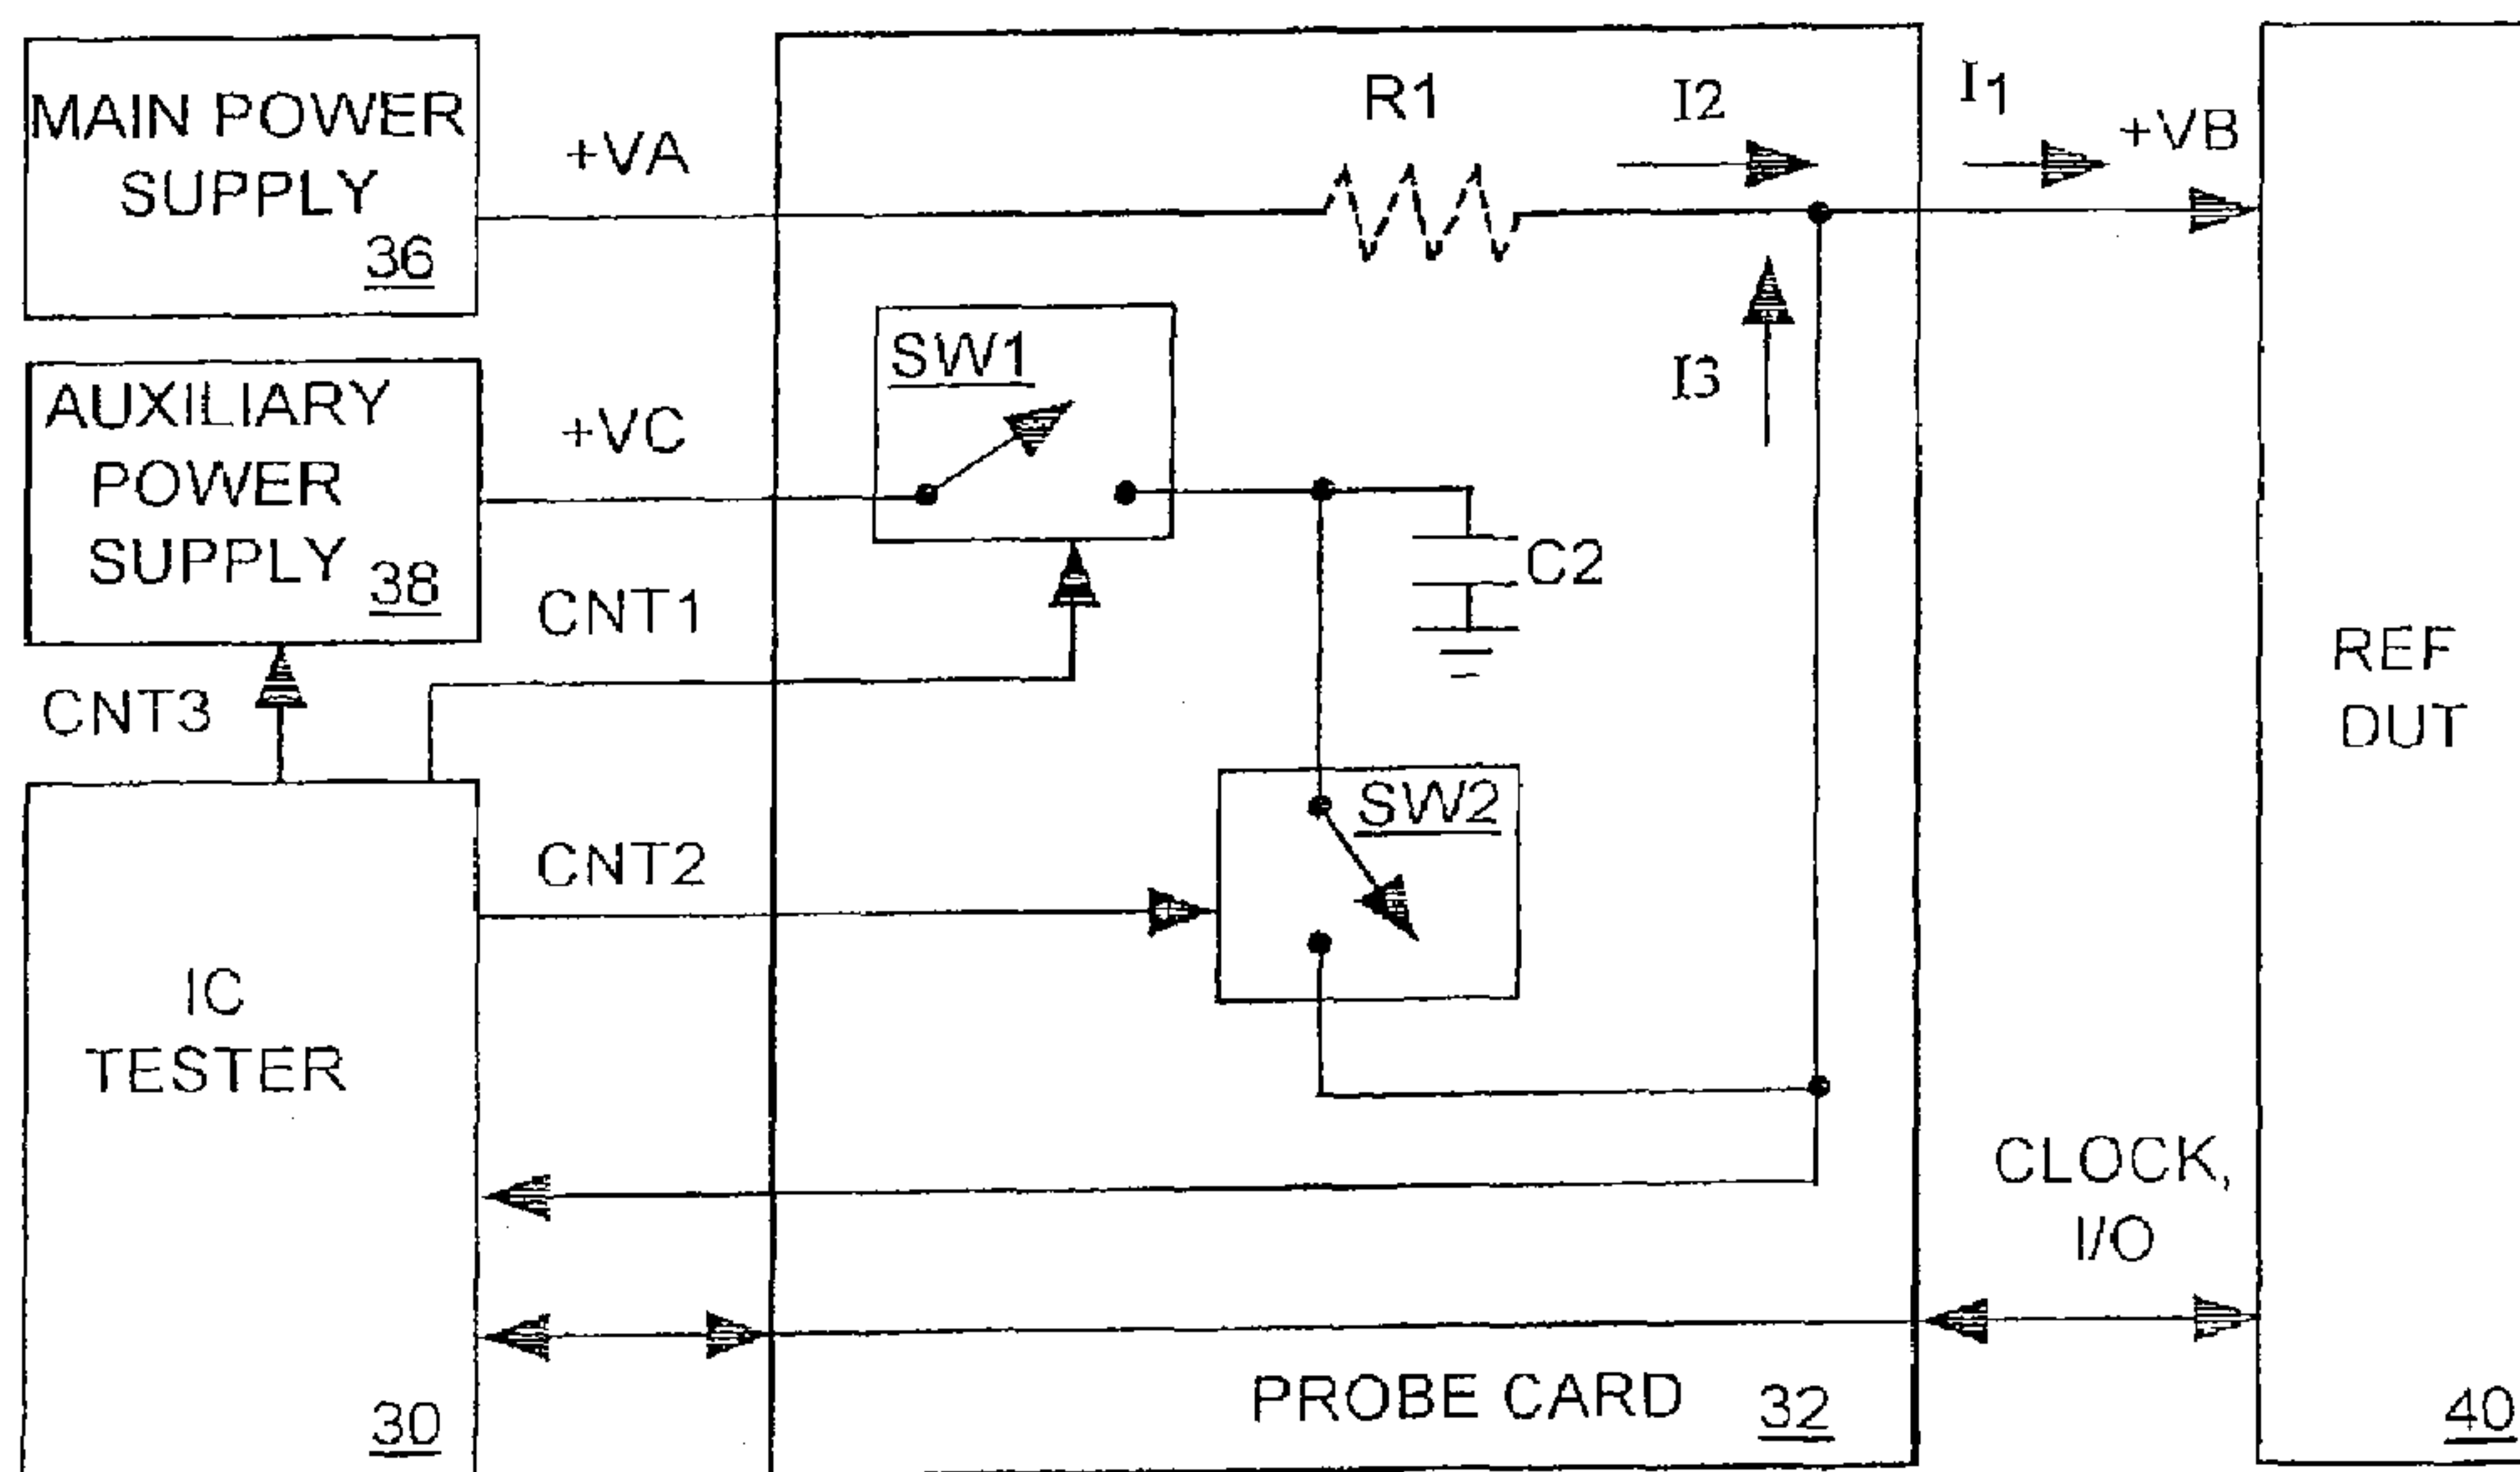 MAIN POWER
SUPPLY
36
+VA
R1
I2
I1
+VB
AUXILIARY
POWER
SUPPLY
38
+VC
SW1
I3
C2
CNT1
CNT3
REF
DUT
SW2
CNT2
IC
TESTER
CLOCK,
I/O
30
PROBE CARD 32
40